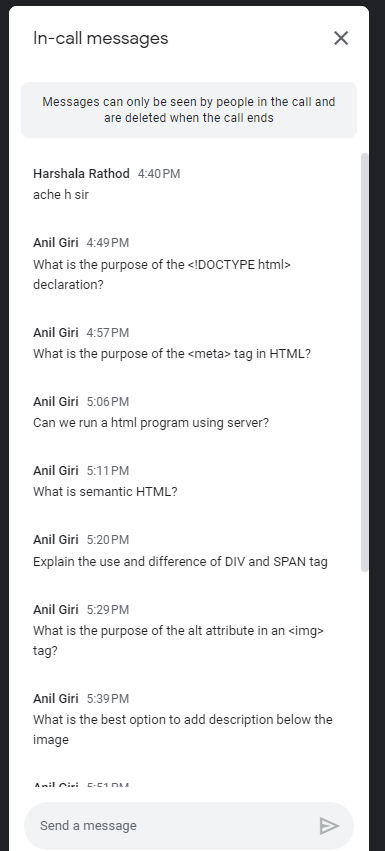 In-call messages
Messages can only be seen by people in the call and
are deleted when the call ends
Harshala Rathod 4:40 PM
ache h sir
Anil Giri 4:49 PM
What is the purpose of the <!DOCTYPE html>
declaration?
Anil Giri 4:57 PM
What is the purpose of the <meta> tag in HTML?
Anil Giri 5:06 PM
Can we run a html program using server?
Anil Giri 5:11 PM
What is semantic HTML?
Anil Giri 5:20 PM
Explain the use and difference of DIV and SPAN tag
Anil Giri 5:29 PM
What is the purpose of the alt attribute in an <img>
tag?
Anil Giri 5:39 PM
What is the best option to add description below the
image
Anil Giri 5:51 PM
Send a message